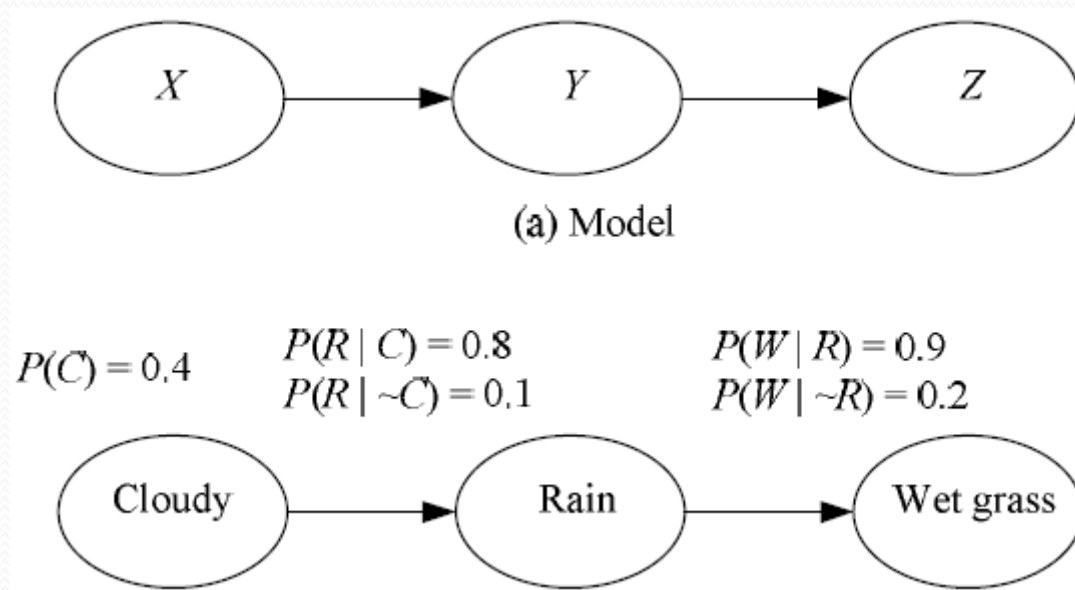 X Y Z
(a) Model
P(C) = 0.4
P(R | C) = 0.8
P(R | ~C) = 0.1
P(W | R) = 0.9
P(W | ~R) = 0.2
Cloudy Rain Wet grass